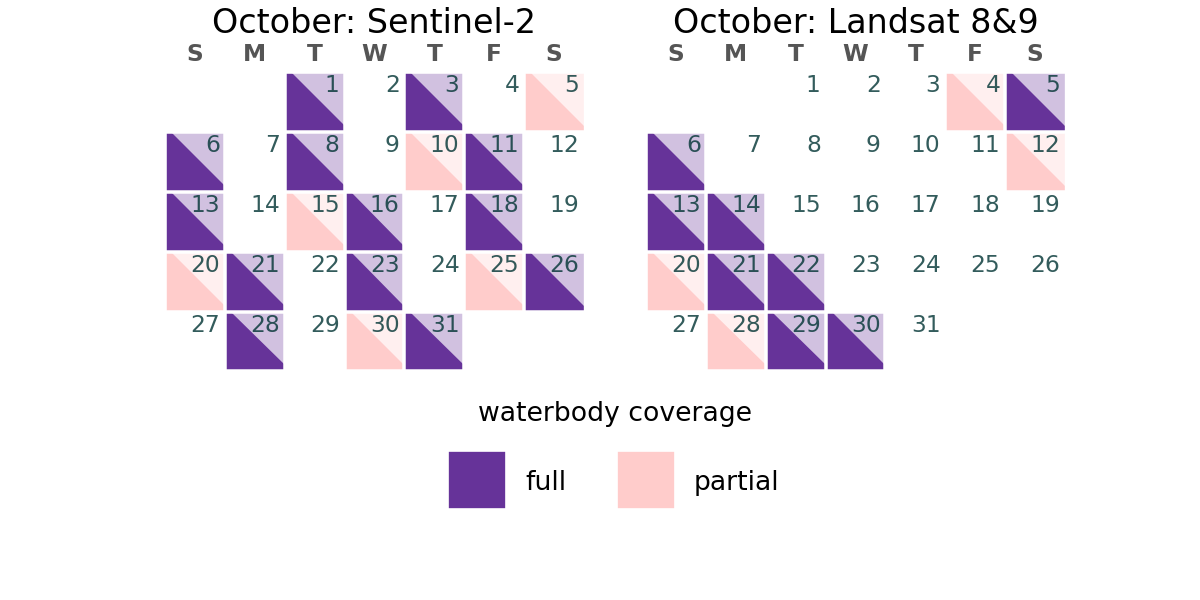 October: Sentinel-2
S M T W T F S
1 2 3 4 5
6 7 8 9 10 11 12
13 14 15 16 17 18 19
20 21 22 23 24 25 26
27 28 29 30 31
October: Landsat 8&9
S M T W T F S
1 2 3 4 5
6 7 8 9 10 11 12
13 14 15 16 17 18 19
20 21 22 23 24 25 26
27 28 29 30 31
waterbody coverage
full
partial